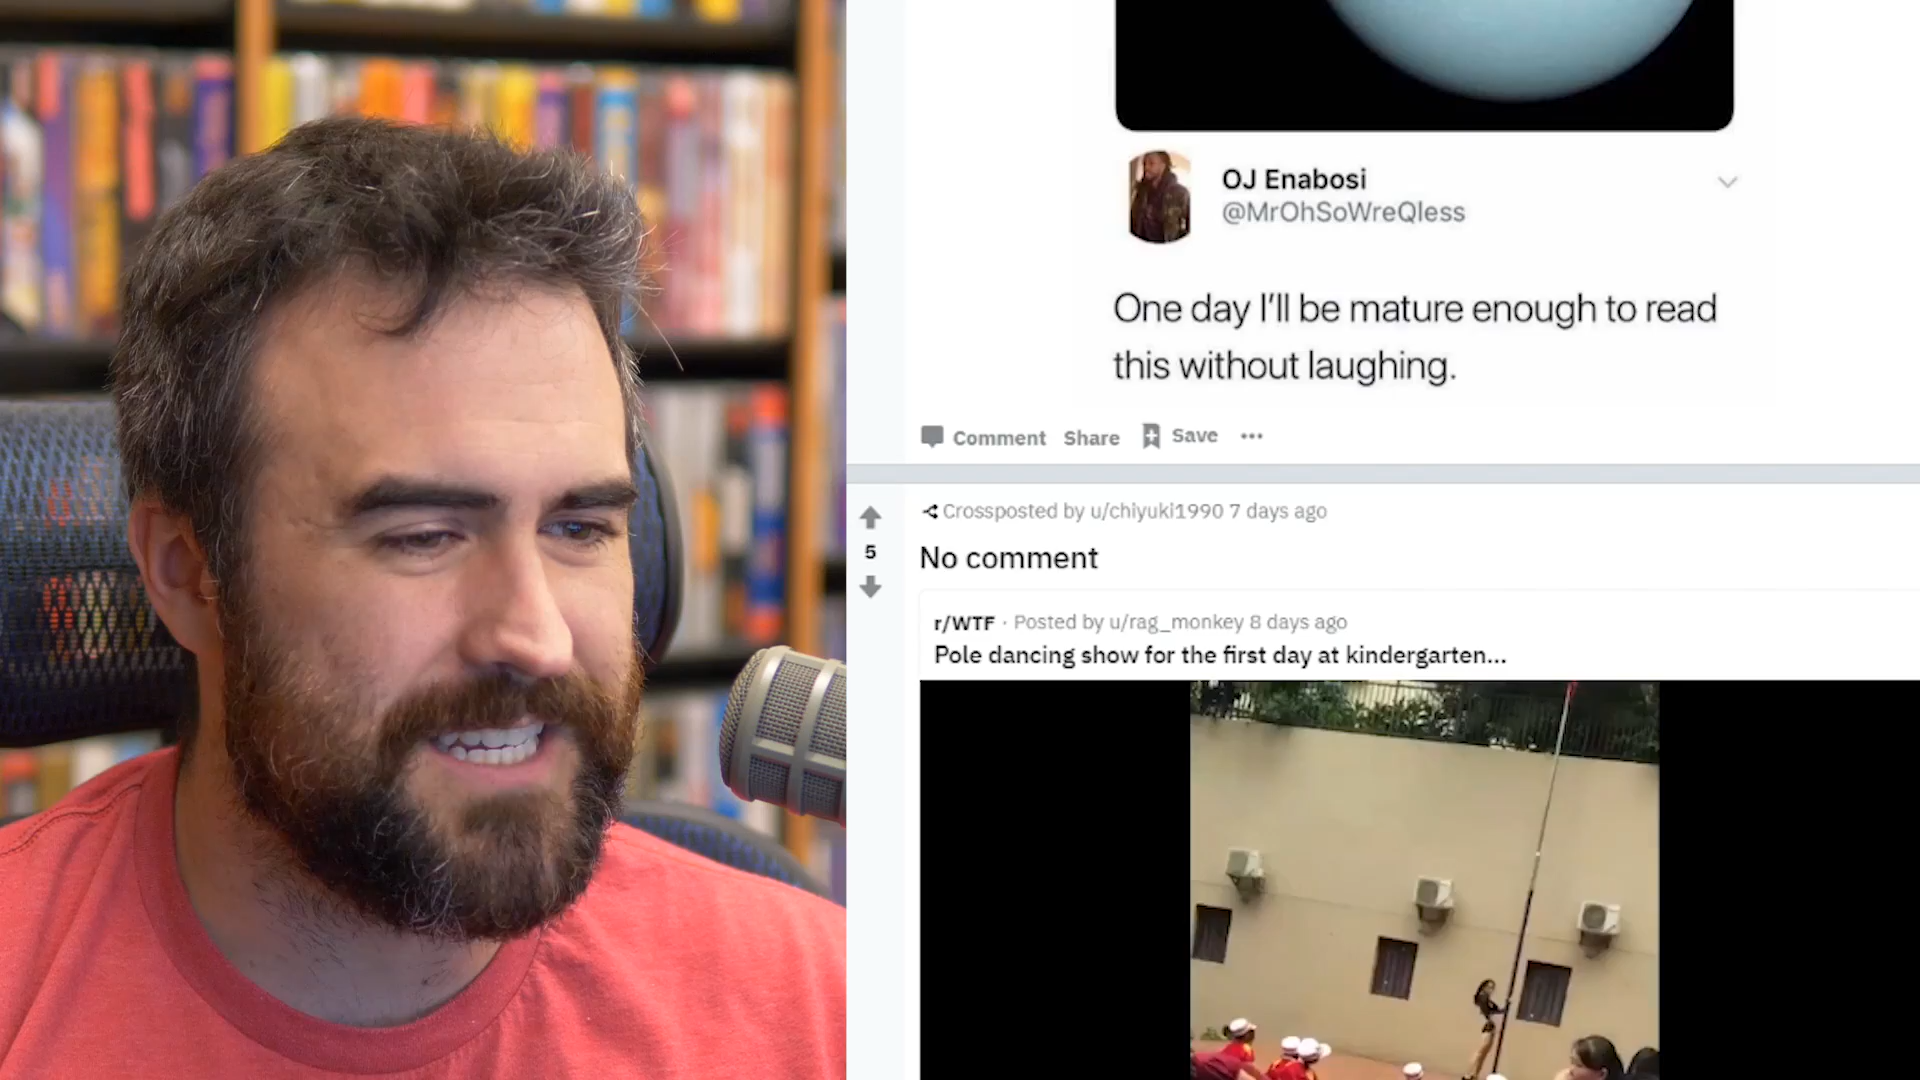 OJ Enabosi
@MrOhSoWreQless
One day I'll be mature enough to read
this without laughing.
Comment Share Save
Crossposted by u/chiyuki1990 7 days ago
5
No comment
r/WTF · Posted by u/rag_monkey 8 days ago
Pole dancing show for the first day at kindergarten...